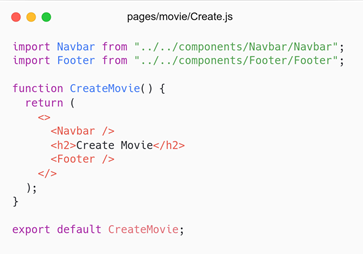 pages/movie/Create.js
import Navbar from "../../components/Navbar/Navbar";
import Footer from "../../components/Footer/Footer";
function CreateMovie() {
return (
<>
<Navbar />
<h2>Create Movie</h2>
<Footer />
</>
);
}
export default CreateMovie;